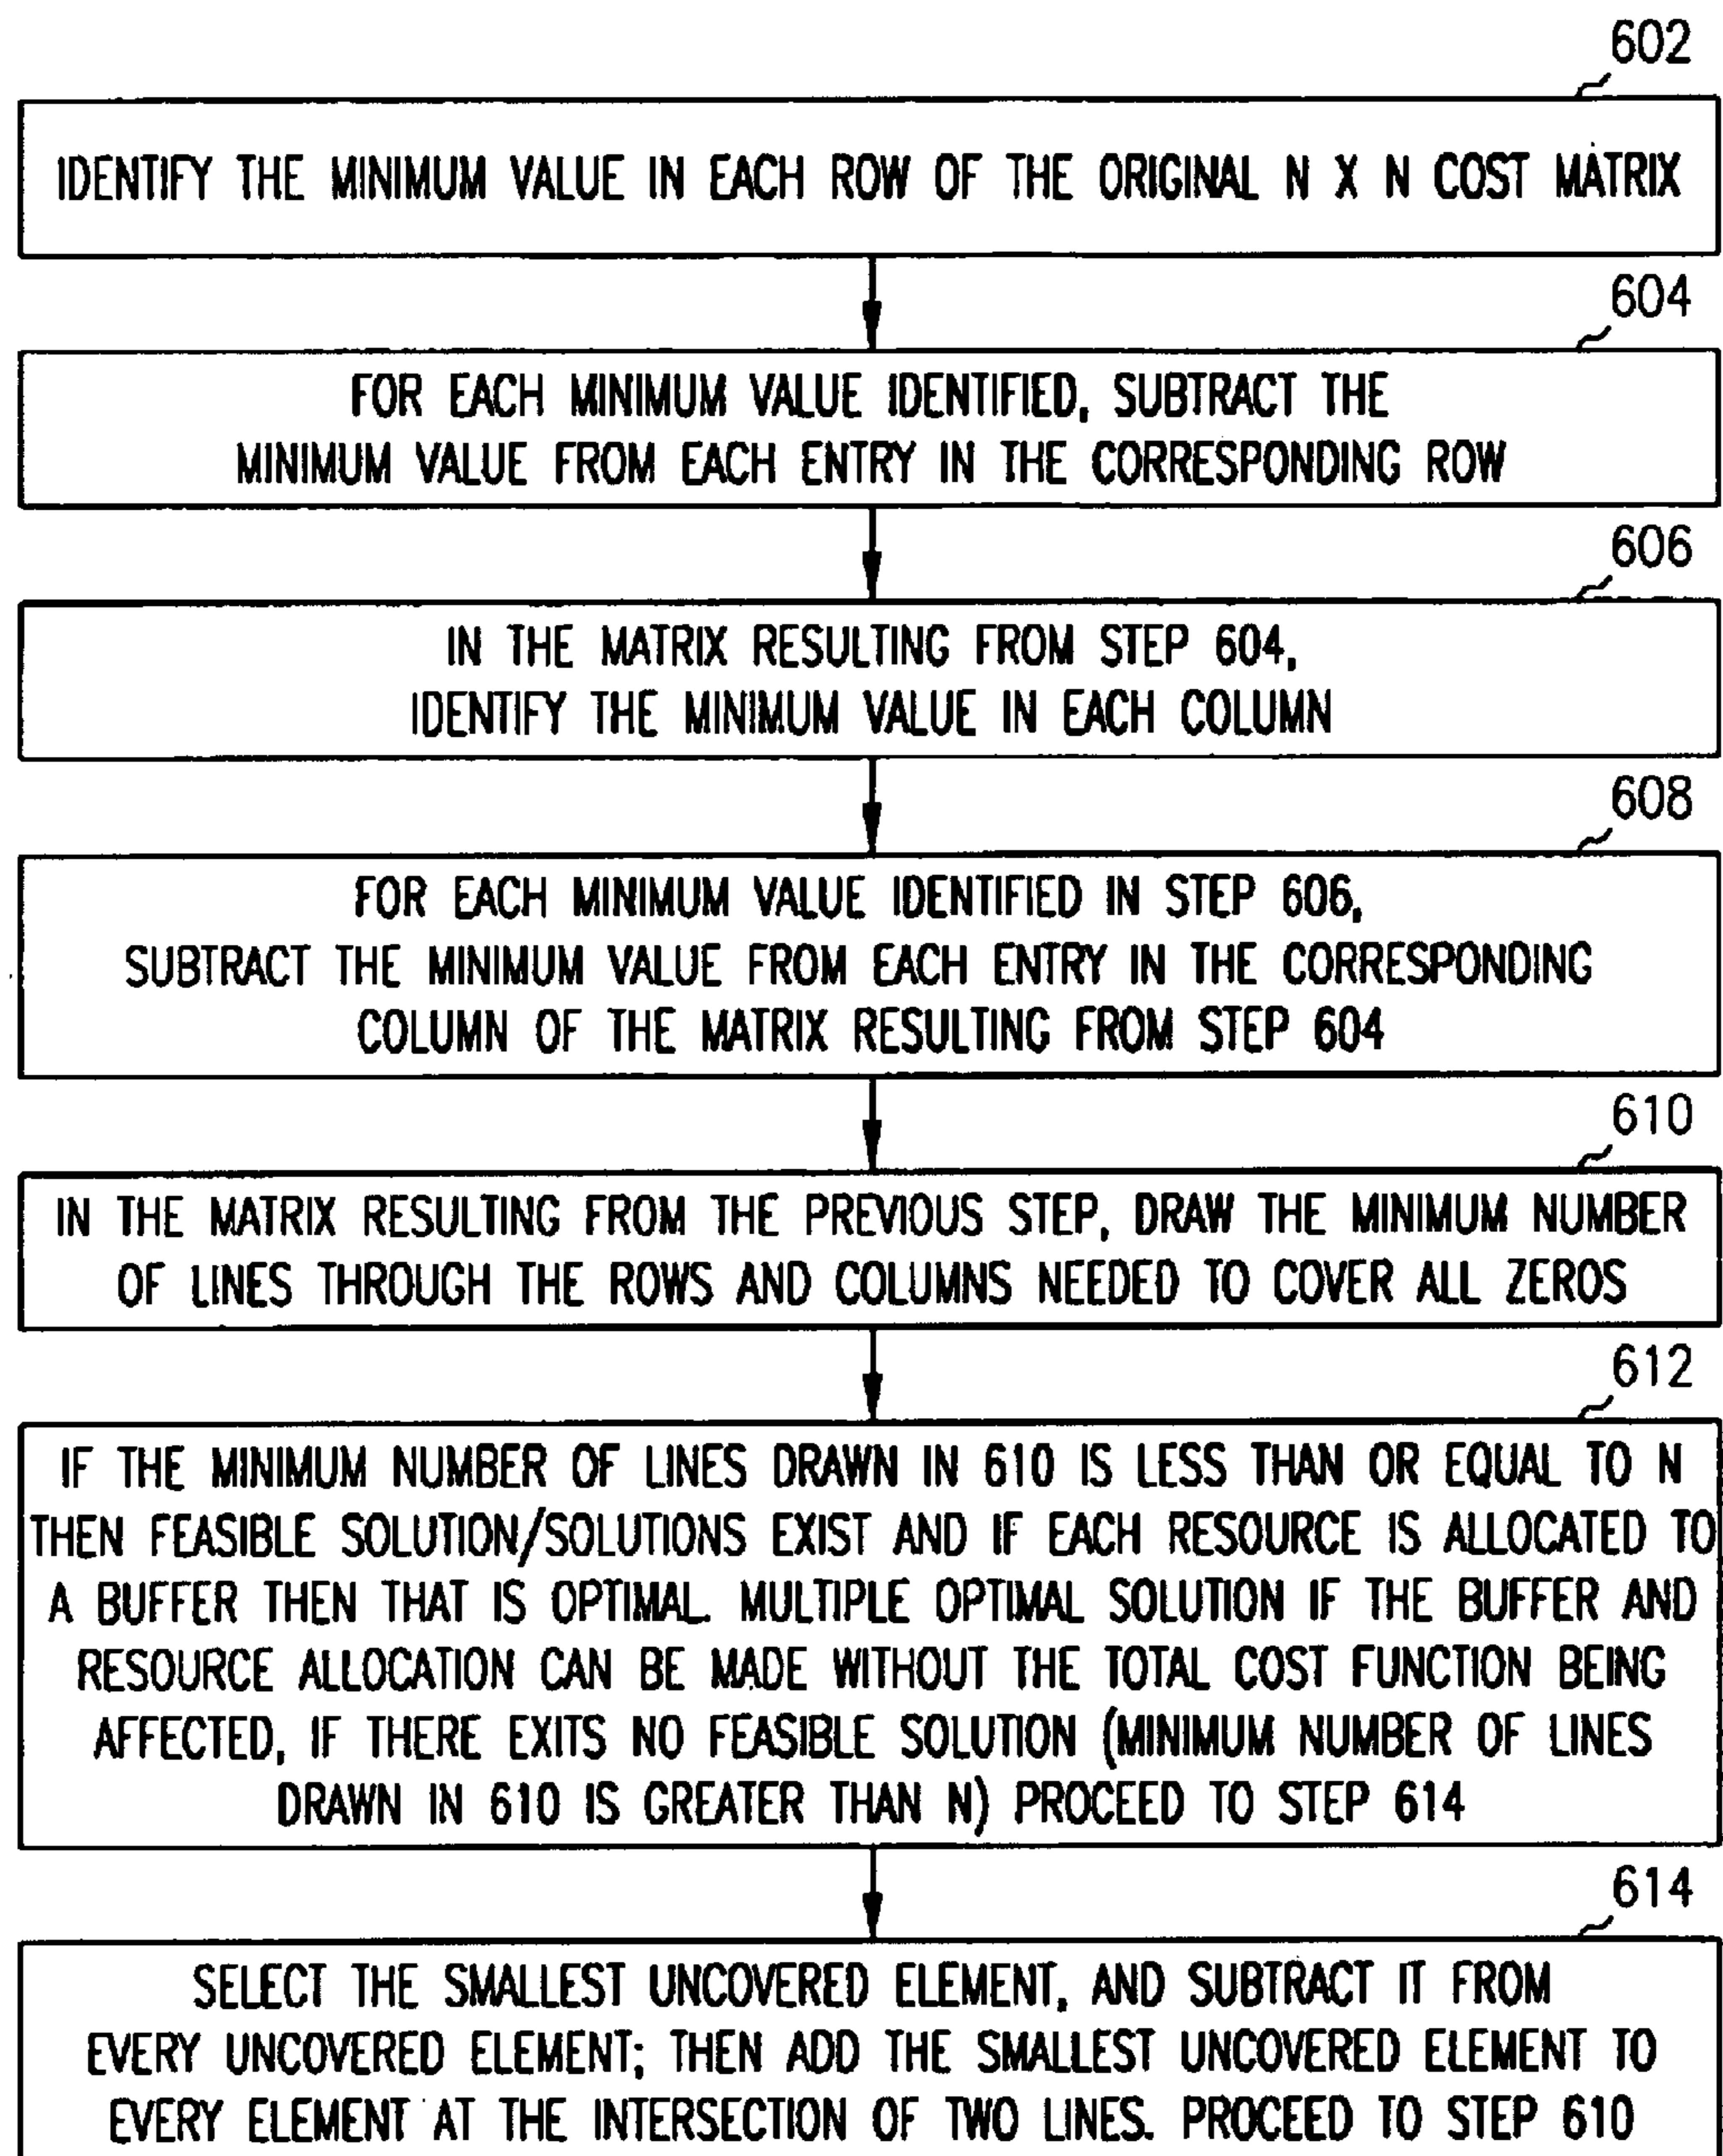 602
IDENTIFY THE MINIMUM VALUE IN EACH ROW OF THE ORIGINAL N X N COST MATRIX
604
FOR EACH MINIMUM VALUE IDENTIFIED, SUBTRACT THE
MINIMUM VALUE FROM EACH ENTRY IN THE CORRESPONDING ROW
606
IN THE MATRIX RESULTING FROM STEP 604,
IDENTIFY THE MINIMUM VALUE IN EACH COLUMN
608
FOR EACH MINIMUM VALUE IDENTIFIED IN STEP 606,
SUBTRACT THE MINIMUM VALUE FROM EACH ENTRY IN THE CORRESPONDING
COLUMN OF THE MATRIX RESULTING FROM STEP 604
610
IN THE MATRIX RESULTING FROM THE PREVIOUS STEP, DRAW THE MINIMUM NUMBER
OF LINES THROUGH THE ROWS AND COLUMNS NEEDED TO COVER ALL ZEROS
612
IF THE MINIMUM NUMBER OF LINES DRAWN IN 610 IS LESS THAN OR EQUAL TO N
THEN FEASIBLE SOLUTION/SOLUTIONS EXIST AND IF EACH RESOURCE IS ALLOCATED TO
A BUFFER THEN THAT IS OPTIMAL. MULTIPLE OPTIMAL SOLUTION IF THE BUFFER AND
RESOURCE ALLOCATION CAN BE MADE WITHOUT THE TOTAL COST FUNCTION BEING
AFFECTED, IF THERE EXITS NO FEASIBLE SOLUTION (MINIMUM NUMBER OF LINES
DRAWN IN 610 IS GREATER THAN N) PROCEED TO STEP 614
614
SELECT THE SMALLEST UNCOVERED ELEMENT, AND SUBTRACT IT FROM
EVERY UNCOVERED ELEMENT; THEN ADD THE SMALLEST UNCOVERED ELEMENT TO
EVERY ELEMENT AT THE INTERSECTION OF TWO LINES. PROCEED TO STEP 610